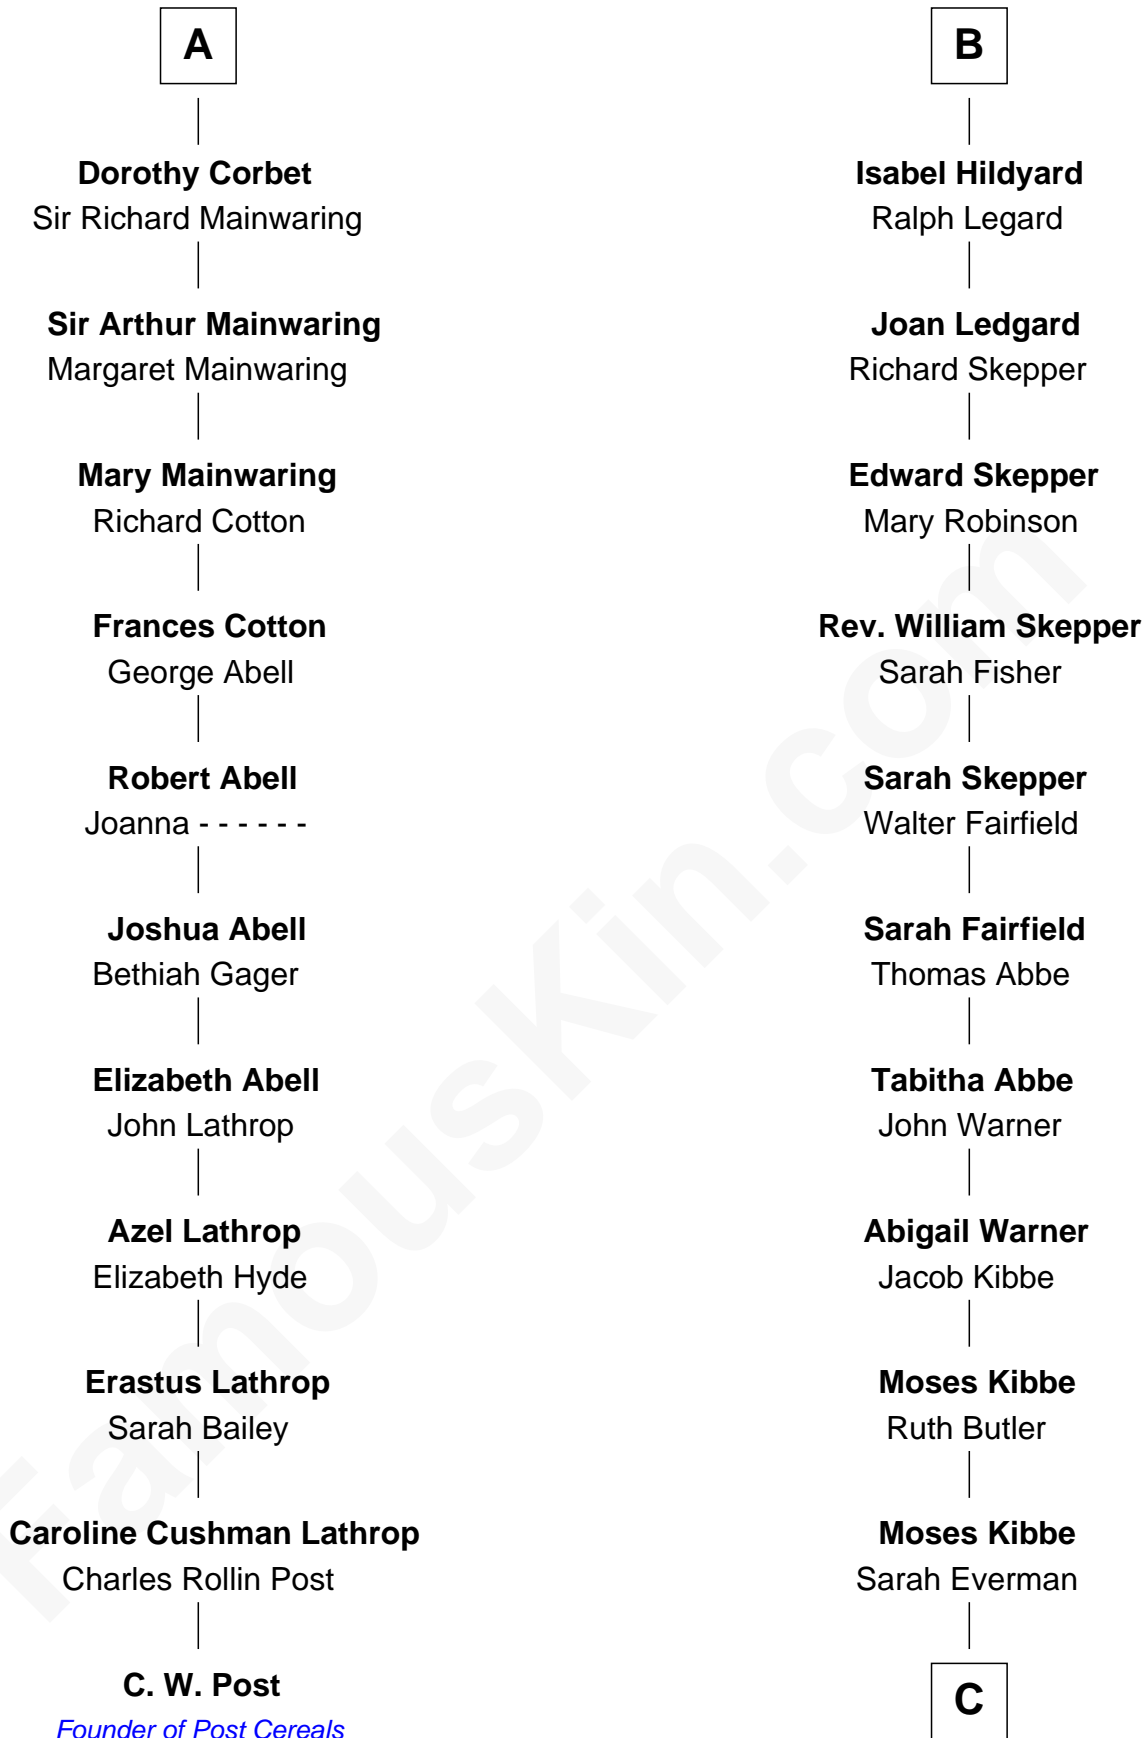 A
Dorothy Corbet
Sir Richard Mainwaring
Sir Arthur Mainwaring
Margaret Mainwaring
Mary Mainwaring
Richard Cotton
Frances Cotton
George Abell
Robert Abell
Joanna - - - - - -
Joshua Abell
Bethiah Gager
Elizabeth Abell
John Lathrop
Azel Lathrop
Elizabeth Hyde
Erastus Lathrop
Sarah Bailey
Caroline Cushman Lathrop
Charles Rollin Post
C. W. Post
Founder of Post Cereals
B
Isabel Hildyard
Ralph Legard
Joan Ledgard
Richard Skepper
Edward Skepper
Mary Robinson
Rev. William Skepper
Sarah Fisher
Sarah Skepper
Walter Fairfield
Sarah Fairfield
Thomas Abbe
Tabitha Abbe
John Warner
Abigail Warner
Jacob Kibbe
Moses Kibbe
Ruth Butler
Moses Kibbe
Sarah Everman
C
FamousKin.com